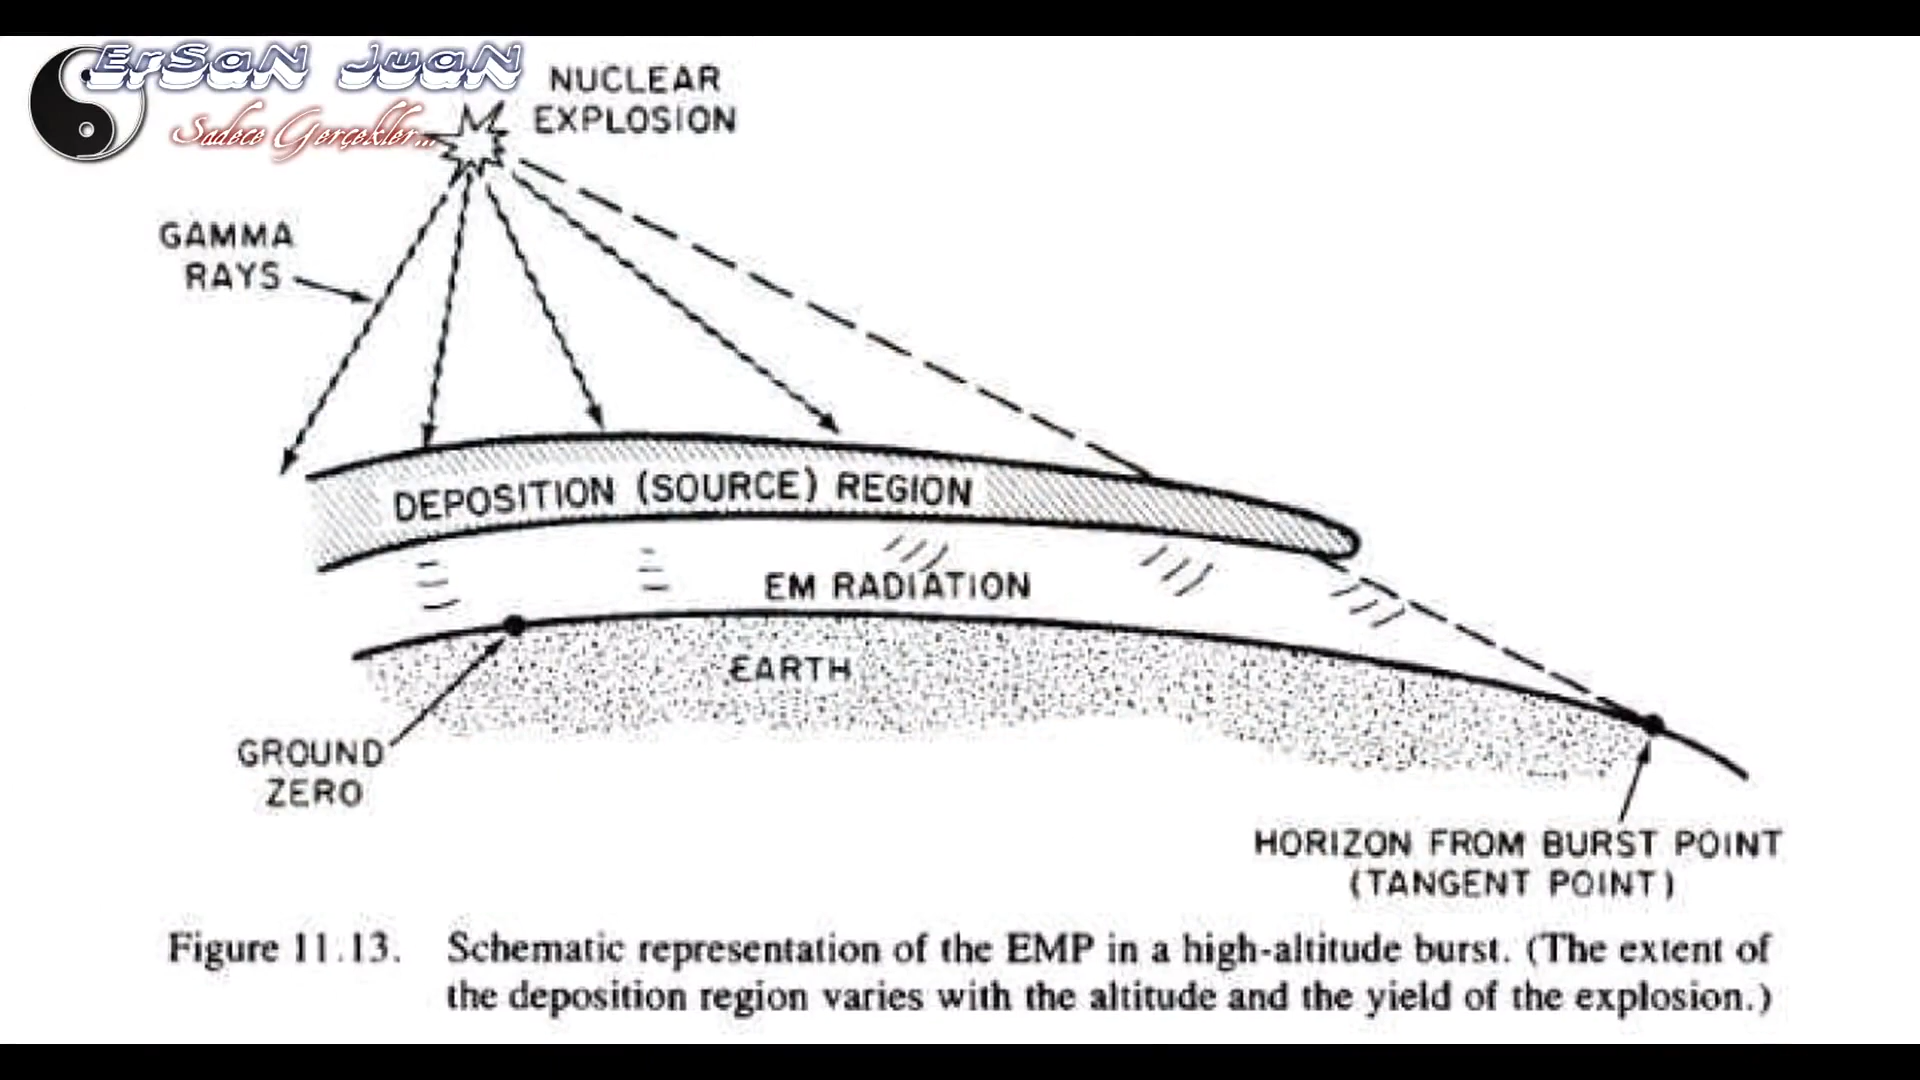 ErSaN JuaN
Sadece Gerçekler...
NUCLEAR
EXPLOSION
GAMMA
RAYS
DEPOSITION (SOURCE) REGION
EM RADIATION
EARTH
GROUND
ZERO
HORIZON FROM BURST POINT
(TANGENT POINT)
Figure 11.13. Schematic representation of the EMP in a high-altitude burst. (The extent of
the deposition region varies with the altitude and the yield of the explosion.)